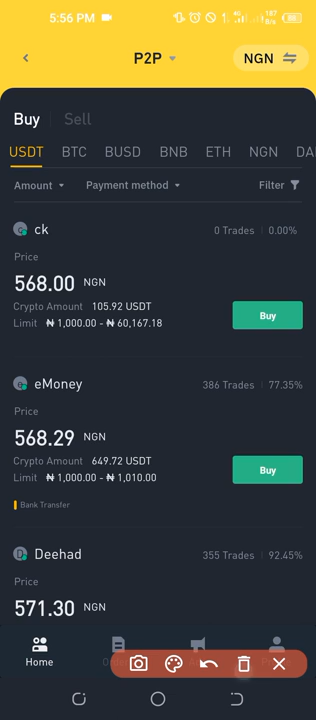 5:56 PM
4G
187
B/s
P2P
NGN
Buy
Sell
USDT BTC BUSD BNB ETH NGN DA
Amount
Payment method
Filter
ck
0 Trades 0.00%
Price
568.00 NGN
Crypto Amount 105.92 USDT
Limit ₦ 1,000.00 - ₦ 60,167.18
Buy
eMoney
386 Trades 77.35%
Price
568.29 NGN
Crypto Amount 649.72 USDT
Limit ₦ 1,000.00 - ₦ 1,010.00
Buy
Bank Transfer
Deehad
355 Trades 92.45%
Price
571.30 NGN
Home